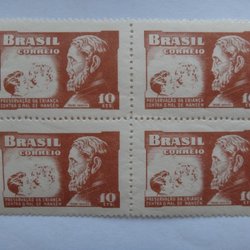 BRASIL
CORREIO
PRESERVAÇÃO DA CRIANÇA
CONTRA O MAL DE HANSEN
10
CTS.
BRASIL
CORREIO
PRESERVAÇÃO DA CRIANÇA
CONTRA O MAL DE HANSEN
10
CTS.
BRASIL
CORREIO
PRESERVAÇÃO DA CRIANÇA
CONTRA O MAL DE HANSEN
10
CTS.
BRASIL
CORREIO
PRESERVAÇÃO DA CRIANÇA
CONTRA O MAL DE HANSEN
10
CTS.